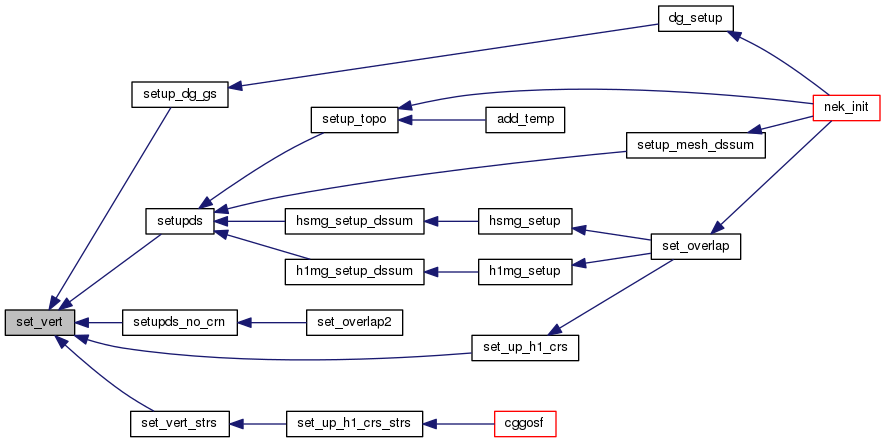 dg_setup
setup_dg_gs
nek_init
setup_topo
add_temp
setup_mesh_dssum
setupds
hsmg_setup_dssum
hsmg_setup
set_overlap
h1mg_setup_dssum
h1mg_setup
set_vert
setupds_no_crn
set_overlap2
set_up_h1_crs
set_vert_strs
set_up_h1_crs_strs
cggosf